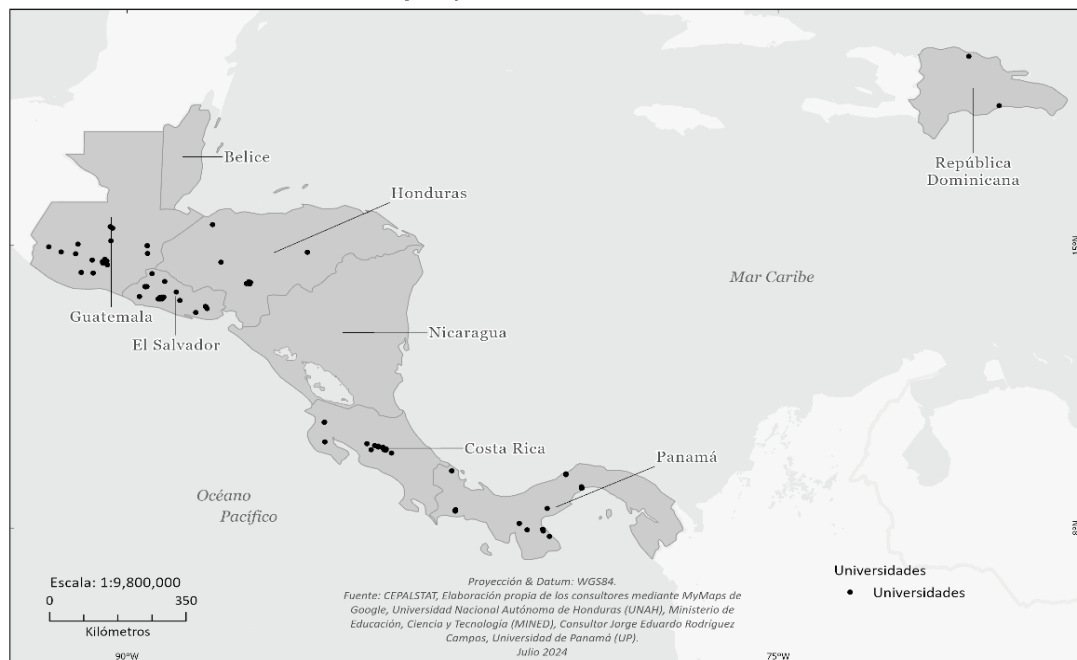 Belice
Honduras
República
Dominicana
15°N
Mar Caribe
Guatemala
El Salvador
Nicaragua
Costa Rica
Panamá
Océano
Pacífico
8°N
Escala: 1:9,800,000
0 350
Kilómetros
Proyección & Datum: WGS84.
Fuente: CEPALSTAT, Elaboración propia de los consultores mediante MyMaps de
Google, Universidad Nacional Autónoma de Honduras (UNAH), Ministerio de
Educación, Ciencia y Tecnología (MINED), Consultor Jorge Eduardo Rodríguez
Campos, Universidad de Panamá (UP).
Julio 2024
Universidades
Universidades
90°W
75°W